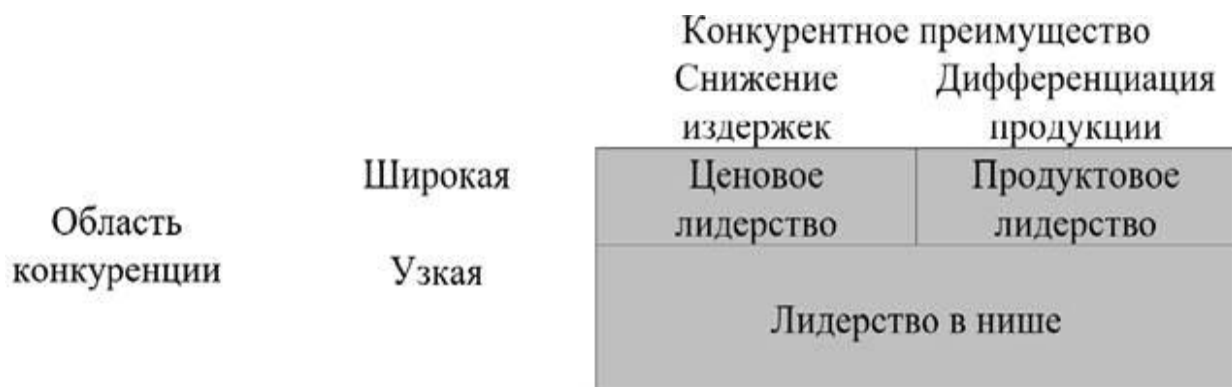 Конкурентное преимущество
Снижение издержек
Дифференциация продукции
Область конкуренции
Широкая
Ценовое лидерство
Продуктовое лидерство
Узкая
Лидерство в нише